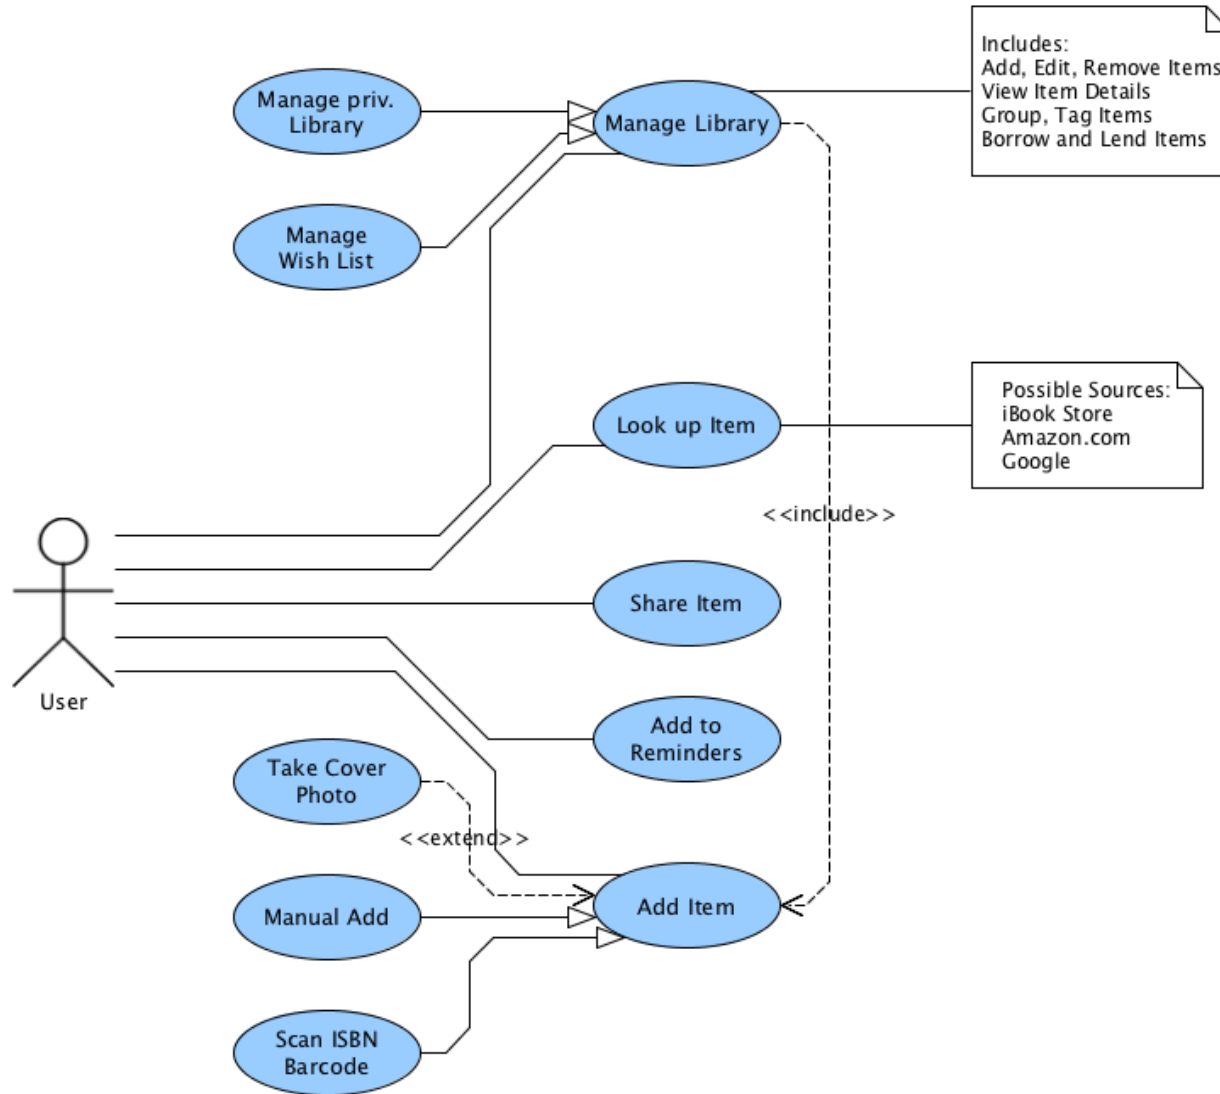 Includes:
Add, Edit, Remove Items
View Item Details
Group, Tag Items
Borrow and Lend Items
Manage priv.
Library
Manage Library
Manage
Wish List
Look up Item
Possible Sources:
iBook Store
Amazon.com
Google
<<include>>
Share Item
User
Add to
Reminders
Take Cover
Photo
<<extend>>
Manual Add
Add Item
Scan ISBN
Barcode